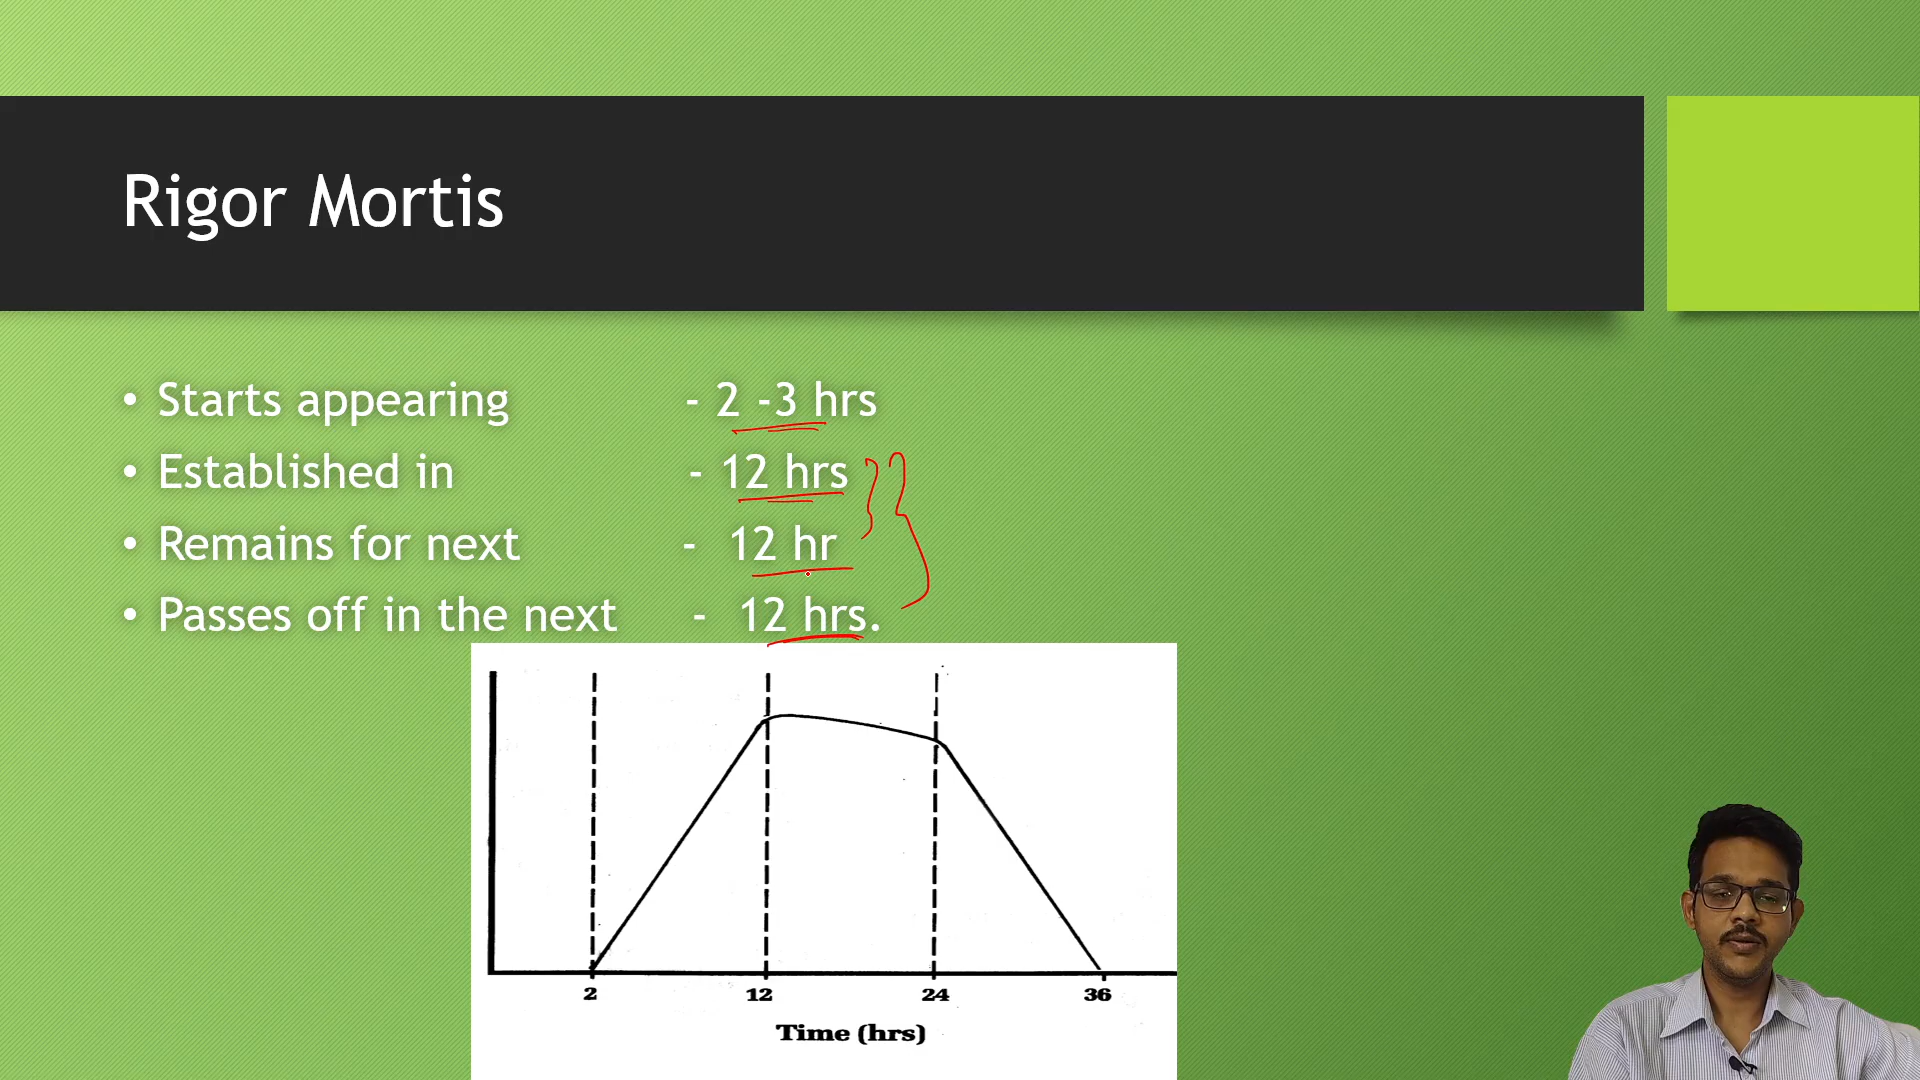 Rigor Mortis
• Starts appearing - 2 -3 hrs
• Established in - 12 hrs
• Remains for next - 12 hr
• Passes off in the next - 12 hrs.
2 12 24 36
Time (hrs)